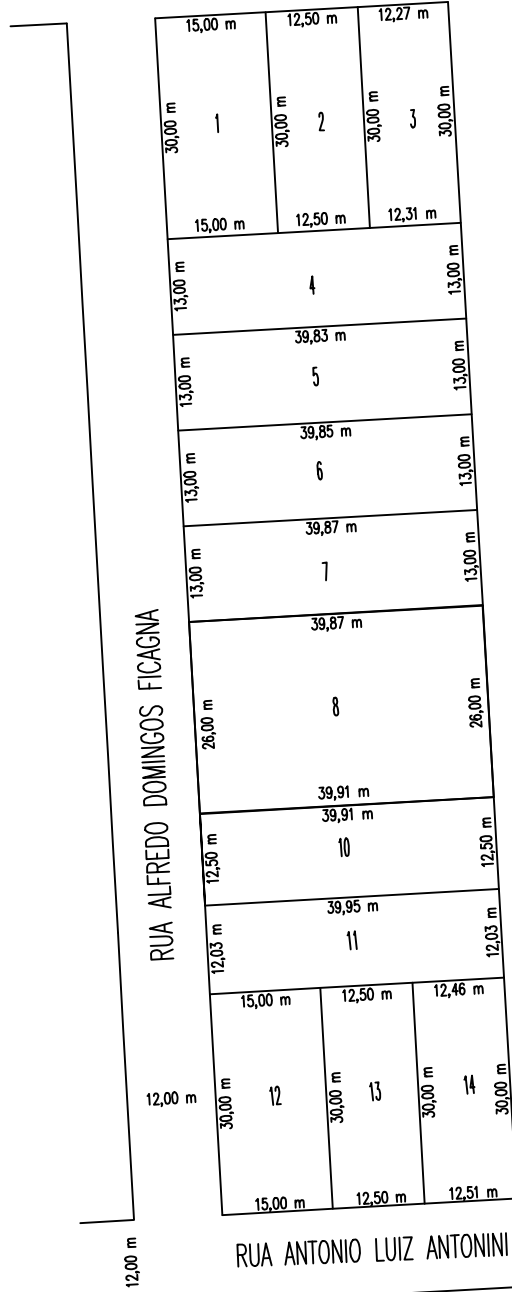 15,00 m 12,50 m 12,27 m
30,00 m 1 30,00 m 2 30,00 m 3 30,00 m
15,00 m 12,50 m 12,31 m
13,00 m 4 13,00 m
39,83 m
13,00 m 5 13,00 m
39,85 m
13,00 m 6 13,00 m
39,87 m
13,00 m 7 13,00 m
39,87 m
RUA ALFREDO DOMINGOS FICAGNA
26,00 m 8 26,00 m
39,91 m
39,91 m
12,50 m 10 12,50 m
39,95 m
12,03 m 11 12,03 m
15,00 m 12,50 m 12,46 m
12,00 m 30,00 m 12 30,00 m 13 30,00 m 14 30,00 m
15,00 m 12,50 m 12,51 m
12,00 m
RUA ANTONIO LUIZ ANTONINI